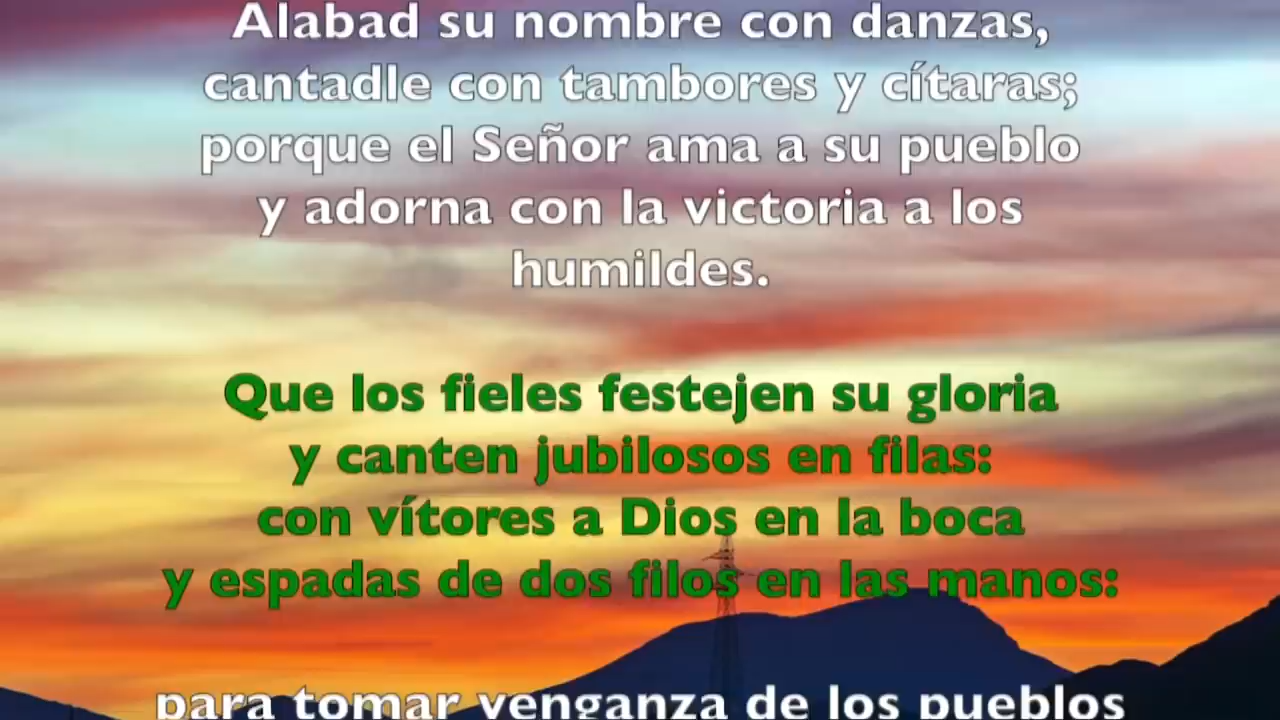 Alabad su nombre con danzas,
cantadle con tambores y cítaras;
porque el Señor ama a su pueblo
y adorna con la victoria a los
humildes.
Que los fieles festejen su gloria
y canten jubilosos en filas:
con vítores a Dios en la boca
y espadas de dos filos en las manos:
para tomar venganza de los pueblos